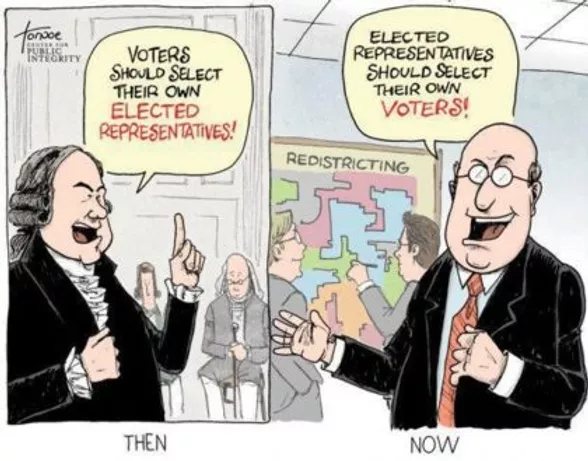 Tornoe
CENTER FOR
PUBLIC
INTEGRITY
VOTERS
SHOULD SELECT
THEIR OWN
ELECTED
REPRESENTATIVES!
ELECTED
REPRESENTATIVES
SHOULD SELECT
THEIR OWN
VOTERS!
REDISTRICTING
THEN
NOW